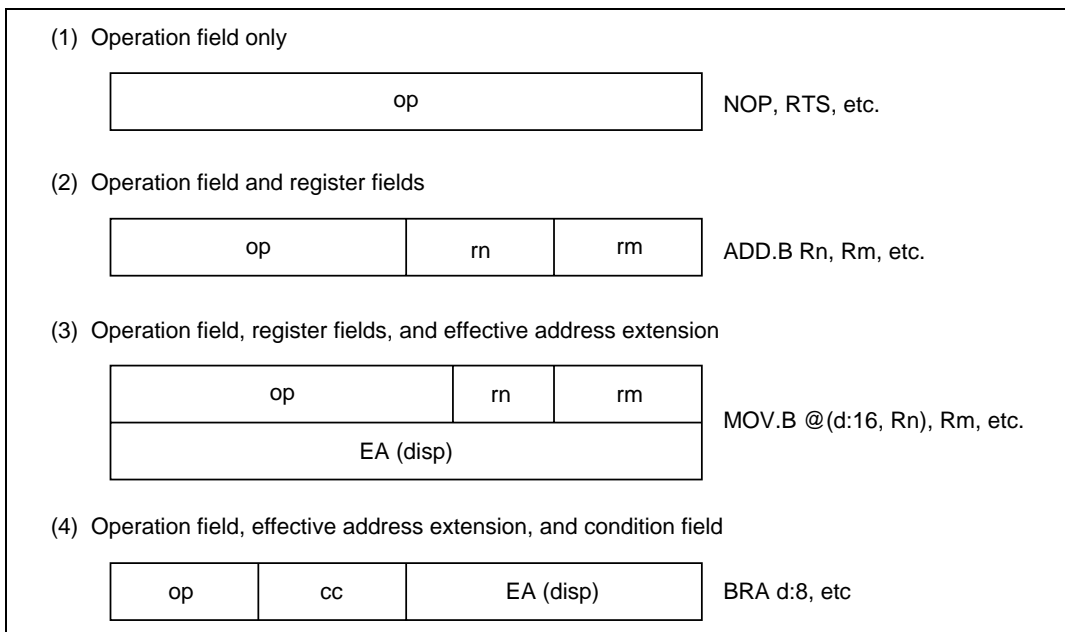 (1) Operation field only
op
NOP, RTS, etc.
(2) Operation field and register fields
op rn rm
ADD.B Rn, Rm, etc.
(3) Operation field, register fields, and effective address extension
op rn rm
EA (disp)
MOV.B @(d:16, Rn), Rm, etc.
(4) Operation field, effective address extension, and condition field
op cc EA (disp)
BRA d:8, etc